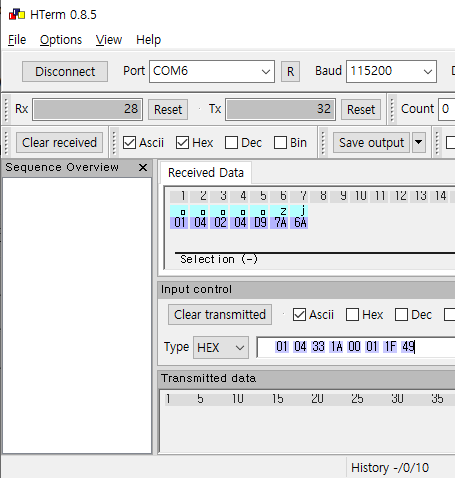 HTerm 0.8.5
File Options View Help
Disconnect Port COM6 R Baud 115200
Rx 28 Reset Tx 32 Reset Count 0
Clear received Ascii Hex Dec Bin Save output
Sequence Overview Received Data
1 2 3 4 5 6 7 8 9 10 11 12 13 14
z j
01 04 02 04 D9 7A 6A
Selection (-)
Input control
Clear transmitted Ascii Hex Dec
Type HEX 01 04 33 1A 00 01 1F 49
Transmitted data
1 5 10 15 20 25 30 35
History -/0/10